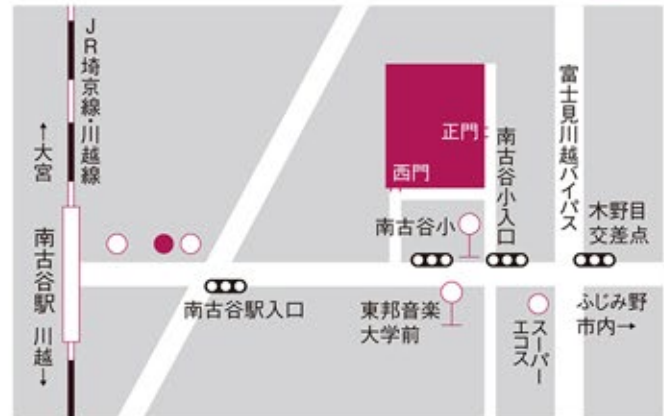 JR埼京線・川越線
←大宮
南古谷駅
川越→
南古谷駅入口
正門
西門
南古谷小
南古谷小入口
東邦音楽
大学前
富士見川越バイパス
木野目
交差点
スーパー
エコス
ふじみ野
市内→